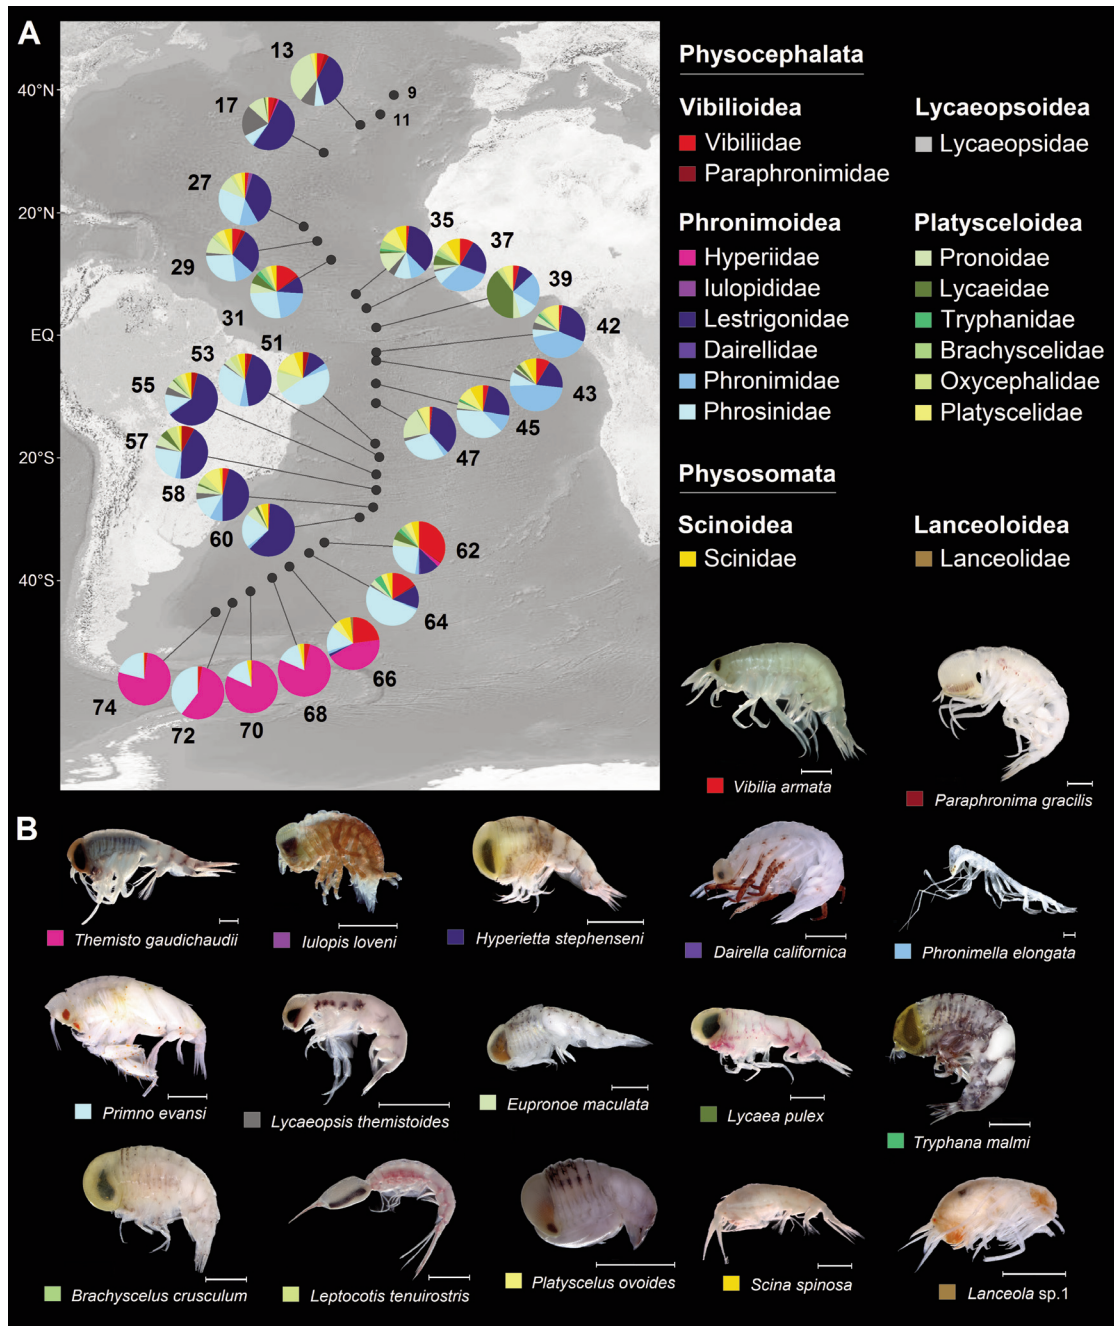 A
40°N
20°N
EQ
20°S
40°S
13
9
17
11
27
35
37
29
39
31
42
51
53
43
55
45
57
47
58
60
62
64
66
68
74
72
70
Physocephalata
Vibilioidea
Vibiliidae
Paraphronimidae
Lycaeopsoidea
Lycaeopsidae
Phronimoidea
Hyperiidae
Iulopididae
Lestrigonidae
Dairellidae
Phronimidae
Phrosinidae
Platysceloidea
Pronoidae
Lycaeidae
Tryphanidae
Brachyscelidae
Oxycephalidae
Platyscelidae
Physosomata
Scinoidea
Scinidae
Lanceoloidea
Lanceolidae
Vibilia armata
Paraphronima gracilis
B
Themisto gaudichaudii
Iulopis loveni
Hyperietta stephenseni
Dairella californica
Phronimella elongata
Primno evansi
Lycaeopsis themistoides
Eupronoe maculata
Lycaea pulex
Tryphana malmi
Brachyscelus crusculum
Leptocotis tenuirostris
Platyscelus ovoides
Scina spinosa
Lanceola sp.1